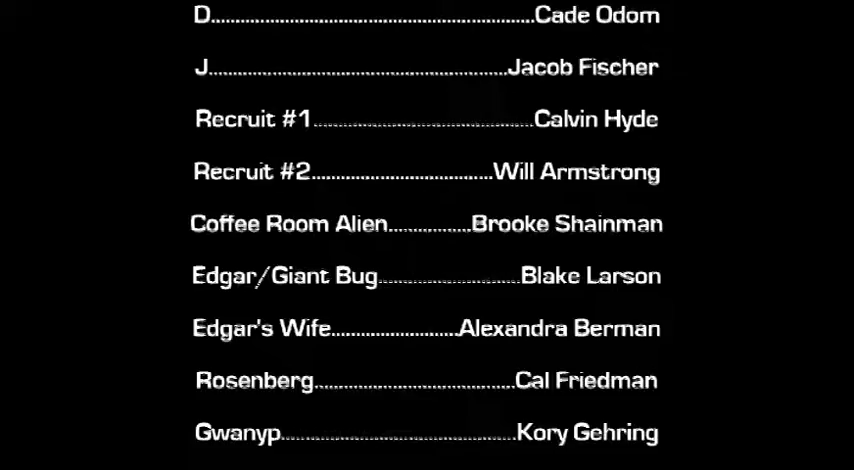 D..........................................................Cade Odom
J......................................................Jacob Fischer
Recruit #1........................................Calvin Hyde
Recruit #2.................................Will Armstrong
Coffee Room Alien...............Brooke Shainman
Edgar/Giant Bug..........................Blake Larson
Edgar's Wife.......................Alexandra Berman
Rosenberg....................................Cal Friedman
Gwanyp..........................................Kory Gehring